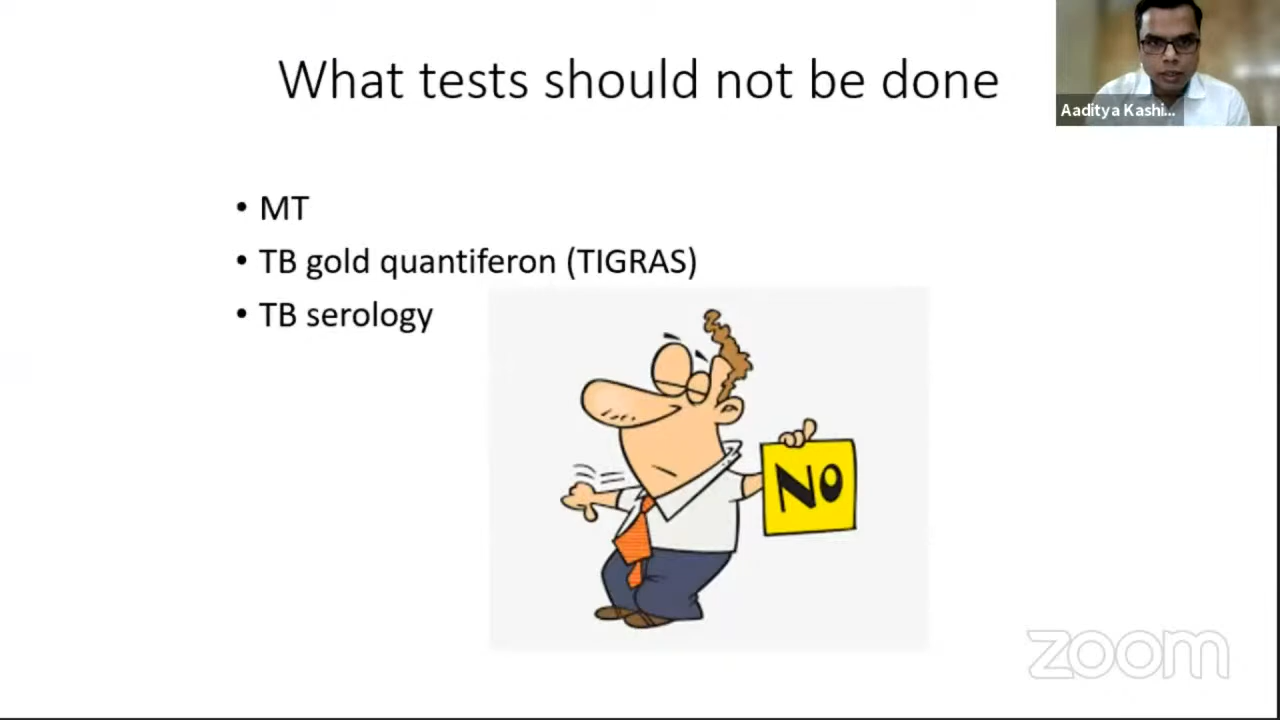 What tests should not be done
Aaditya Kashi...
• MT
• TB gold quantiferon (TIGRAS)
• TB serology
NO
zoom